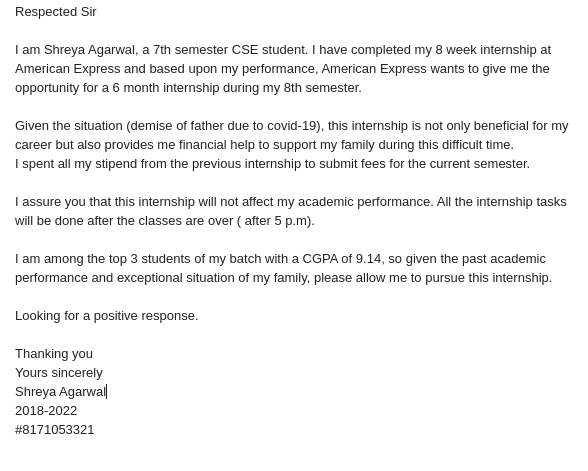 Respected Sir
I am Shreya Agarwal, a 7th semester CSE student. I have completed my 8 week internship at
American Express and based upon my performance, American Express wants to give me the
opportunity for a 6 month internship during my 8th semester.
Given the situation (demise of father due to covid-19), this internship is not only beneficial for my
career but also provides me financial help to support my family during this difficult time.
I spent all my stipend from the previous internship to submit fees for the current semester.
I assure you that this internship will not affect my academic performance. All the internship tasks
will be done after the classes are over ( after 5 p.m).
I am among the top 3 students of my batch with a CGPA of 9.14, so given the past academic
performance and exceptional situation of my family, please allow me to pursue this internship.
Looking for a positive response.
Thanking you
Yours sincerely
Shreya Agarwal
2018-2022
#8171053321